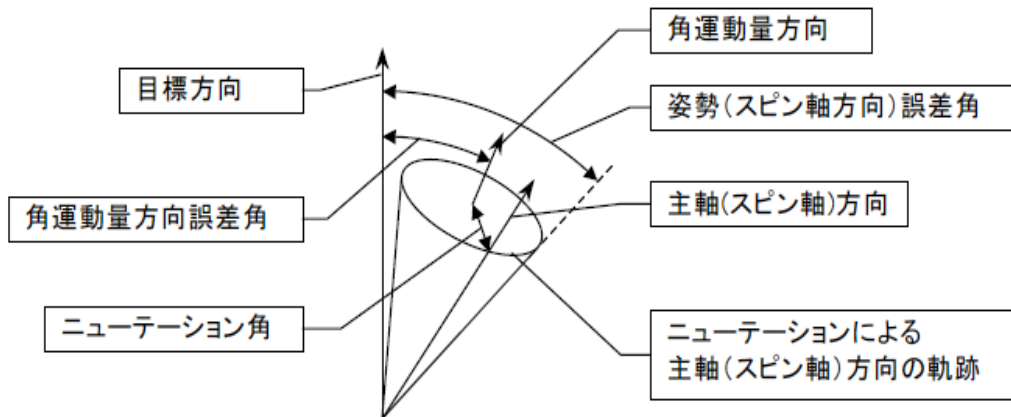 角運動量方向
目標方向
姿勢(スピン軸方向)誤差角
角運動量方向誤差角
主軸(スピン軸)方向
ニューテーション角
ニューテーションによる
主軸(スピン軸)方向の軌跡